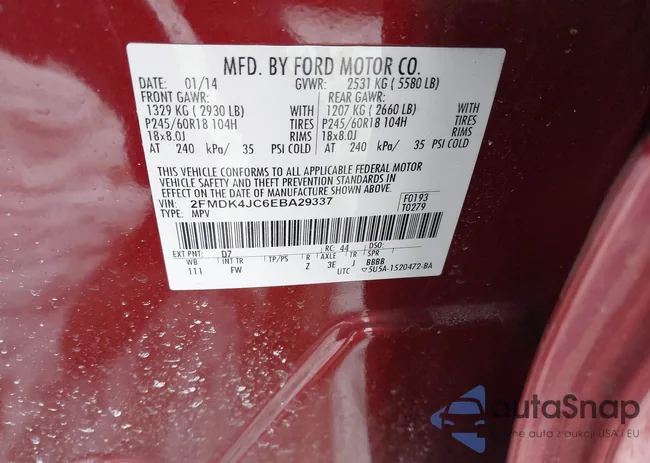 MFD. BY FORD MOTOR CO.
DATE: 01/14 GVWR: 2531 KG ( 5580 LB)
FRONT GAWR: REAR GAWR:
1329 KG ( 2930 LB) WITH 1207 KG ( 2660 LB) WITH
P245/60R18 104H TIRES P245/60R18 104H TIRES
18x8.0J RIMS 18x8.0J RIMS
AT 240 kPa/ 35 PSI COLD AT 240 kPa/ 35 PSI COLD
THIS VEHICLE CONFORMS TO ALL APPLICABLE FEDERAL MOTOR
VEHICLE SAFETY AND THEFT PREVENTION STANDARDS IN
EFFECT ON THE DATE OF MANUFACTURE SHOWN ABOVE.
VIN: 2FMDK4JC6EBA29337 F0193
TYPE: MPV T0279
EXT PNT: D7 RC: 44 DSO:
WB INT TR TP/PS R AXLE TR SPR
111 FW Z 3E J BBBB
UTC ▽5U5A-1520472-BA
autoSnap
auta z aukcji USA i EU